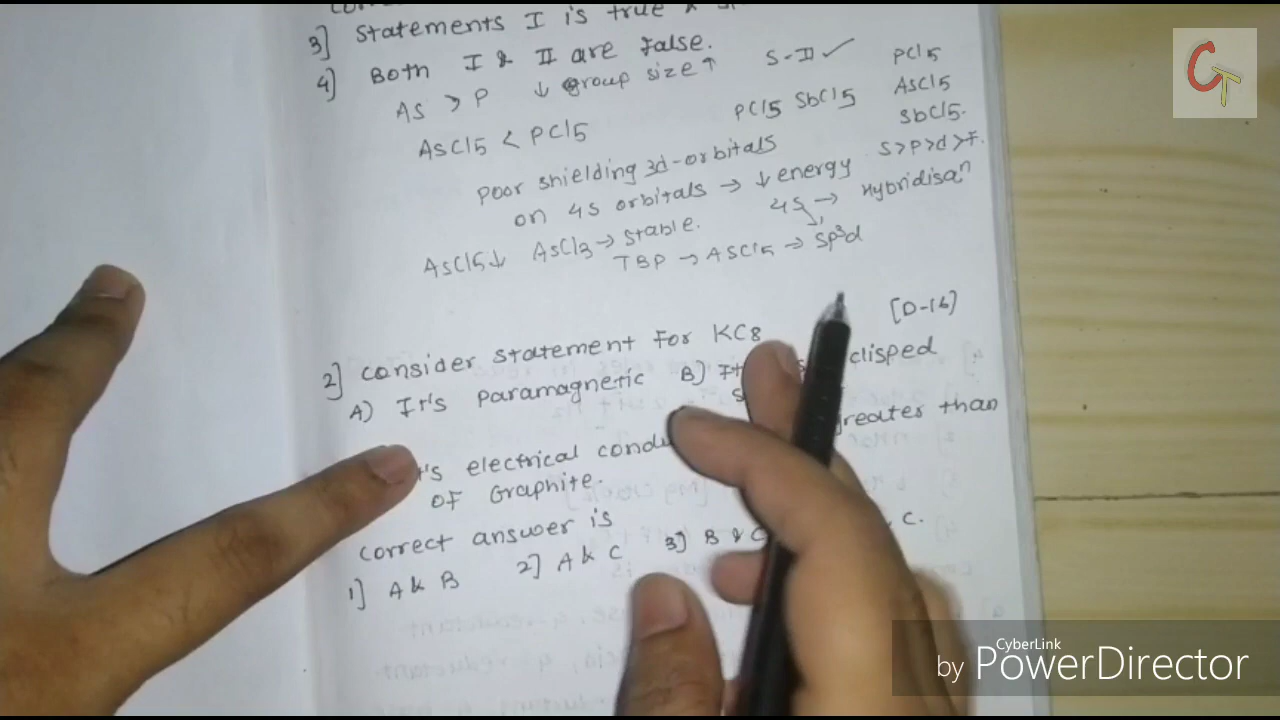 3] Statements I is true
4] Both I & II are False.
As > P ↓ group size ↑ S-II ✓ PCl5
AsCl5 < PCl5 PCl5 SbCl5 AsCl5
SbCl5.
Poor shielding 3d-orbitals S>P>d>F.
on 4s orbitals → ↓ energy
4s → Hybridisaⁿ
AsCl5↓ AsCl3 → stable.
TBP → AsCl5 → Sp³d
[D-16]
2] Consider statement for KC8
A) It's paramagnetic B) It clisped
't's electrical condu greater than
OF Graphite.
correct answer is
1] A & B 2] A & C 3] B & C , C.
CT
CyberLink
by PowerDirector